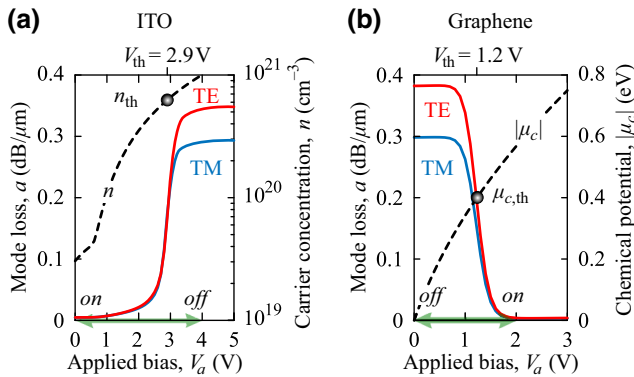 (a) ITO
V_th = 2.9 V
Mode loss, a (dB/μm)
0.4
0.3
0.2
0.1
0
n_th
n
TE
TM
on
off
10^21
10^20
10^19
Carrier concentration, n (cm^−3)
0 1 2 3 4 5
Applied bias, V_a (V)
(b) Graphene
V_th = 1.2 V
Mode loss, a (dB/μm)
0.4
0.3
0.2
0.1
0
TE
TM
|μ_c|
μ_c,th
off
on
0.8
0.6
0.4
0.2
0
Chemical potential, |μ_c| (eV)
0 1 2 3
Applied bias, V_a (V)